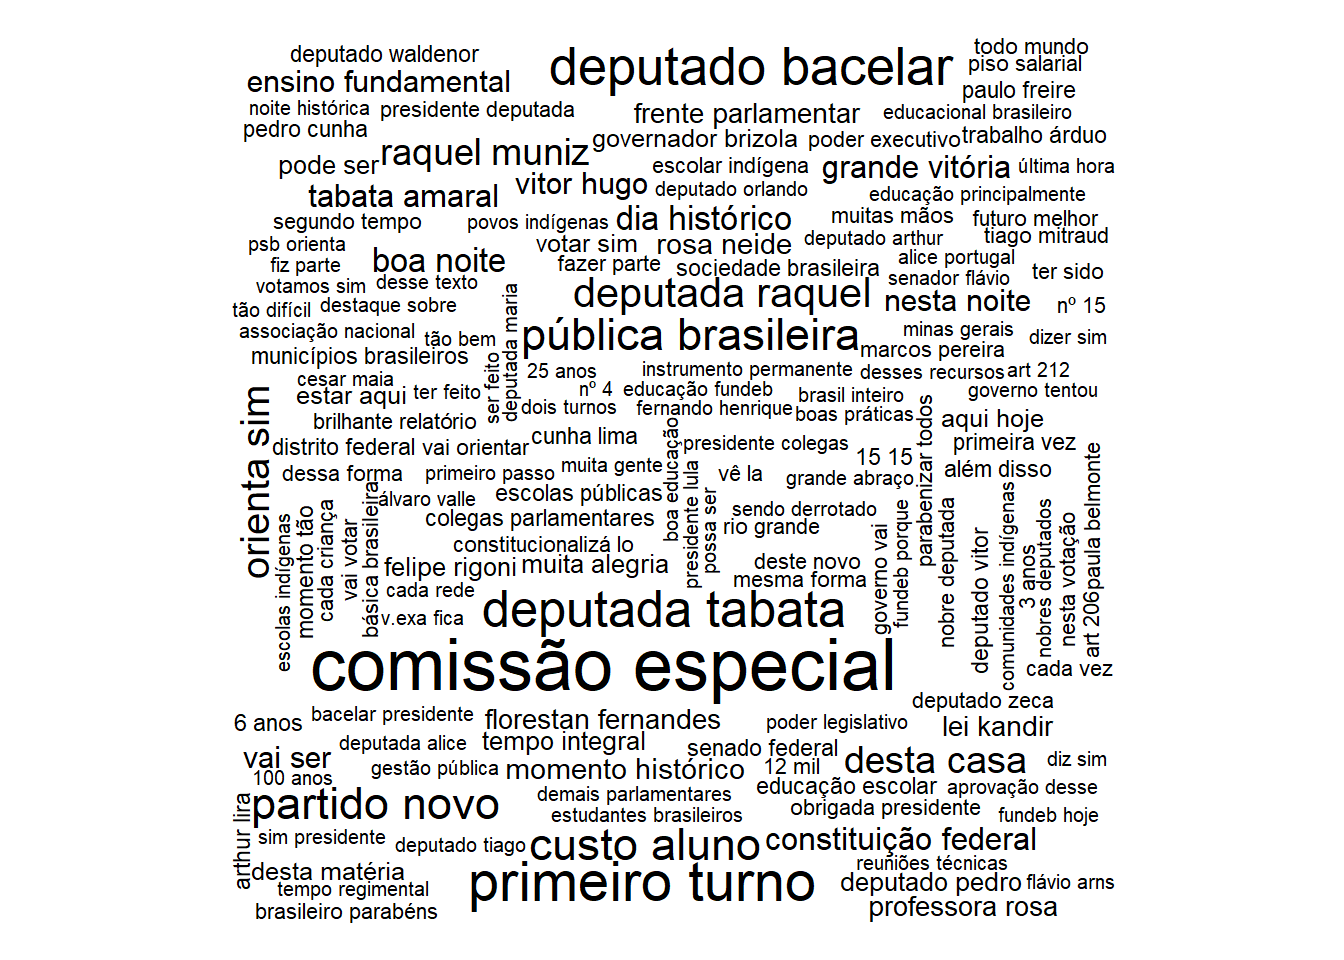 deputado waldenor
deputado bacelar
todo mundo
piso salarial
ensino fundamental
paulo freire
noite histórica
presidente deputada
frente parlamentar
educacional brasileiro
pedro cunha
governador brizola
poder executivo
trabalho árduo
pode ser
raquel muniz
escolar indígena
grande vitória
última hora
tabata amaral
vitor hugo
deputado orlando
educação principalmente
segundo tempo
povos indígenas
dia histórico
muitas mãos
futuro melhor
psb orienta
votar sim
rosa neide
deputado arthur
tiago mitraud
fiz parte
boa noite
fazer parte
sociedade brasileira
alice portugal
senador flávio
ter sido
votamos sim
desse texto
deputada raquel
nesta noite
nº 15
tão difícil
destaque sobre
deputada maria
associação nacional
tão bem
pública brasileira
minas gerais
dizer sim
municípios brasileiros
marcos pereira
cesar maia
ser feito
25 anos
instrumento permanente
desses recursos
art 212
estar aqui
ter feito
nº 4
educação fundeb
brasil inteiro
governo tentou
brilhante relatório
dois turnos
fernando henrique
boas práticas
aqui hoje
orienta sim
distrito federal
vai orientar
cunha lima
boa educação
presidente colegas
parabenizar todos
primeira vez
dessa forma
primeiro passo
muita gente
vê la
15 15
grande abraço
além disso
álvaro valle
escolas públicas
presidente lula
possa ser
sendo derrotado
colegas parlamentares
rio grande
escolas indígenas
momento tão
cada criança
vai votar
básica brasileira
constitucionalizá lo
deste novo
governo vai
fundeb porque
nobre deputada
deputado vitor
comunidades indígenas
3 anos
nobres deputados
nesta votação
art 206
paula belmonte
felipe rigoni
muita alegria
mesma forma
cada rede
v.exa fica
deputada tabata
comissão especial
cada vez
deputado zeca
6 anos
bacelar presidente
florestan fernandes
poder legislativo
lei kandir
deputada alice
tempo integral
senado federal
vai ser
gestão pública
momento histórico
12 mil
desta casa
diz sim
100 anos
partido novo
demais parlamentares
educação escolar
aprovação desse
arthur lira
estudantes brasileiros
obrigada presidente
fundeb hoje
sim presidente
deputado tiago
custo aluno
constituição federal
desta matéria
reuniões técnicas
tempo regimental
primeiro turno
deputado pedro
flávio arns
brasileiro parabéns
professora rosa